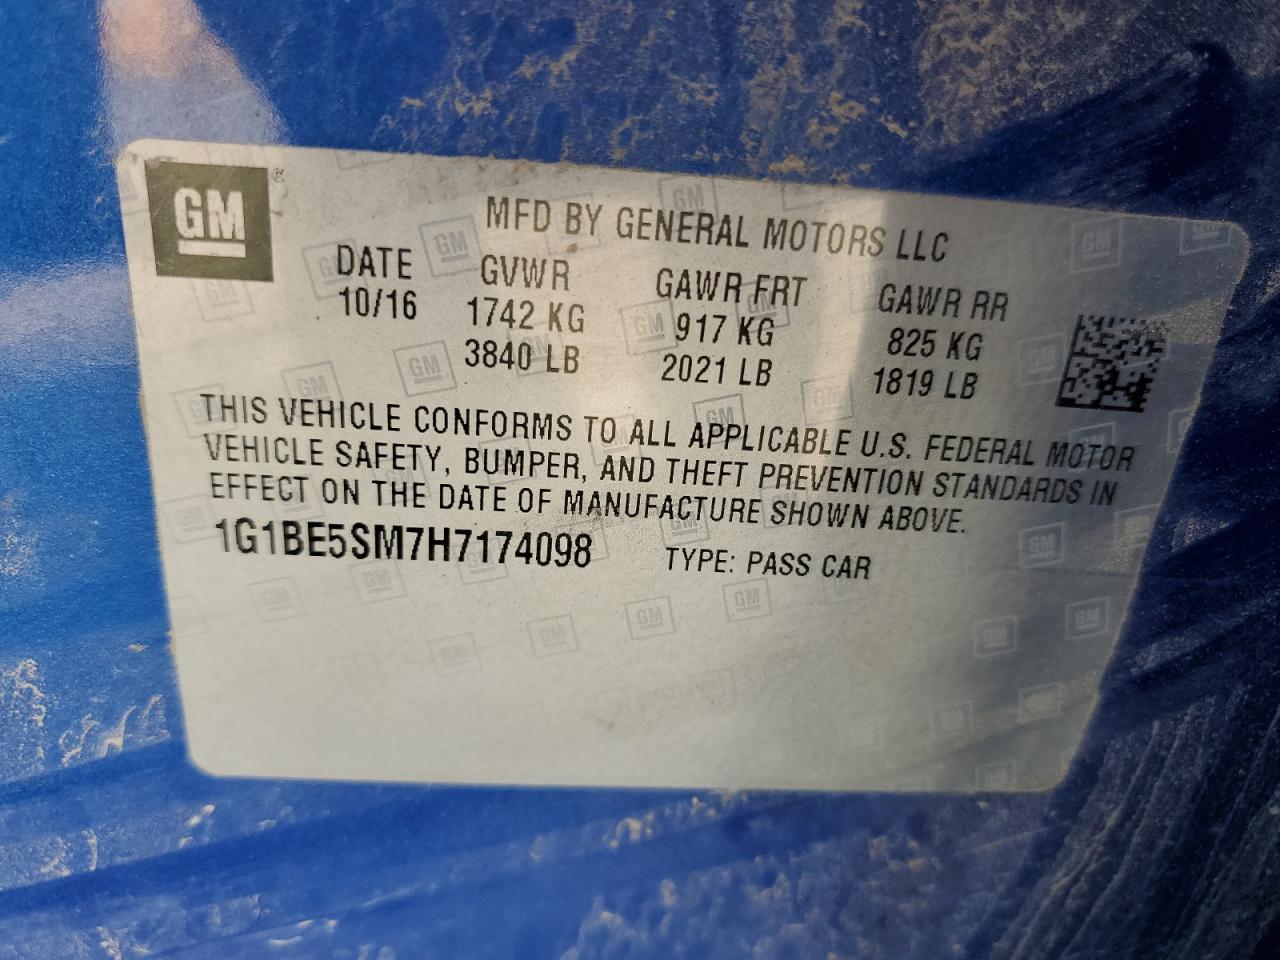 GM®
MFD BY GENERAL MOTORS LLC
DATE GVWR GAWR FRT GAWR RR
10/16 1742 KG 917 KG 825 KG
3840 LB 2021 LB 1819 LB
THIS VEHICLE CONFORMS TO ALL APPLICABLE U.S. FEDERAL MOTOR
VEHICLE SAFETY, BUMPER, AND THEFT PREVENTION STANDARDS IN
EFFECT ON THE DATE OF MANUFACTURE SHOWN ABOVE.
1G1BE5SM7H7174098 TYPE: PASS CAR